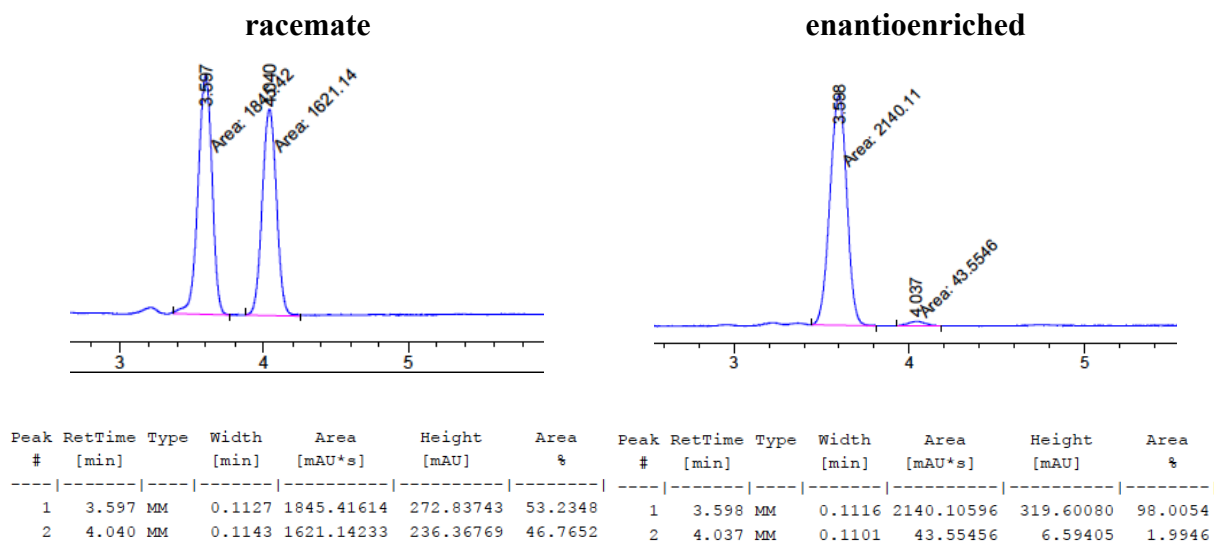 racemate
enantioenriched
3.597
Area: 1845.42
4.040
Area: 1621.14
3.598
Area: 2140.11
4.037
Area: 43.5546
3 4 5
3 4 5
Peak RetTime Type Width Area Height Area
# [min] [min] [mAU*s] [mAU] %
----|-------|----|-------|----------|----------|--------|
1 3.597 MM 0.1127 1845.41614 272.83743 53.2348
2 4.040 MM 0.1143 1621.14233 236.36769 46.7652
Peak RetTime Type Width Area Height Area
# [min] [min] [mAU*s] [mAU] %
----|-------|----|-------|----------|----------|--------|
1 3.598 MM 0.1116 2140.10596 319.60080 98.0054
2 4.037 MM 0.1101 43.55456 6.59405 1.9946